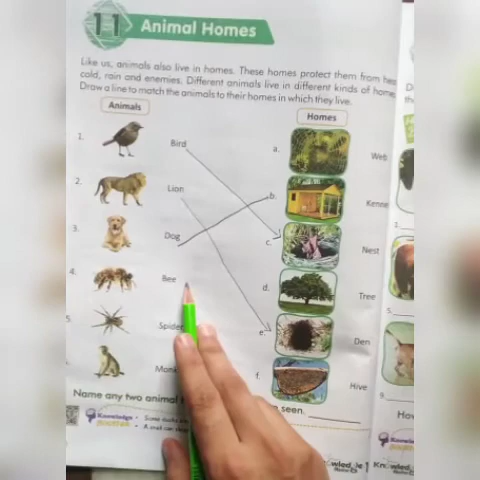 11 Animal Homes
Like us, animals also live in homes. These homes protect them from
cold, rain and enemies. Different animals live in different kinds of
Draw a line to match the animals to their homes in which they live.
Animals
Homes
1. Bird
a. Web
2. Lion
b.
3. Dog
c. Nest
4. Bee
d. Tree
5. Spider
e. Den
f. Hive
Name any two animal
seen.
Knowledge